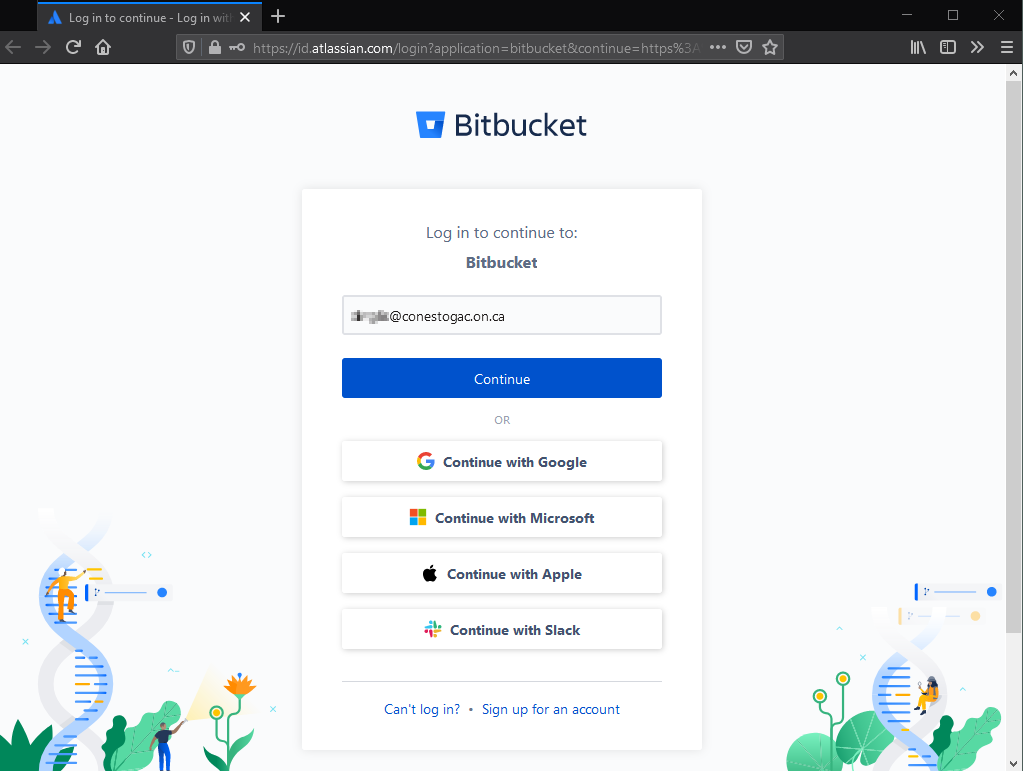 Log in to continue - Log in with
https://id.atlassian.com/login?application=bitbucket&continue=https%3A
Bitbucket
Log in to continue to:
Bitbucket
@conestogac.on.ca
Continue
OR
Continue with Google
Continue with Microsoft
Continue with Apple
Continue with Slack
Can't log in? • Sign up for an account